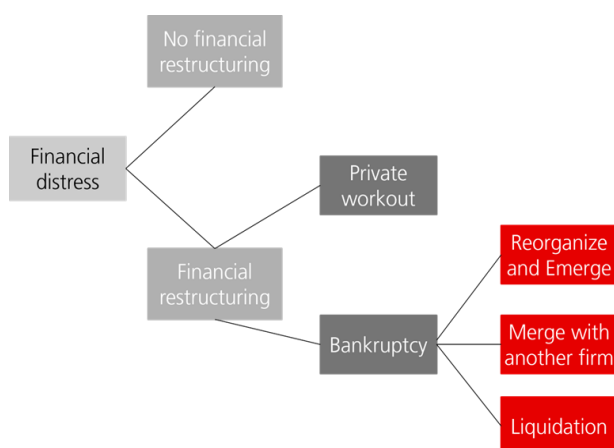 No financial
restructuring
Financial
distress
Private
workout
Financial
restructuring
Reorganize
and Emerge
Bankruptcy
Merge with
another firm
Liquidation